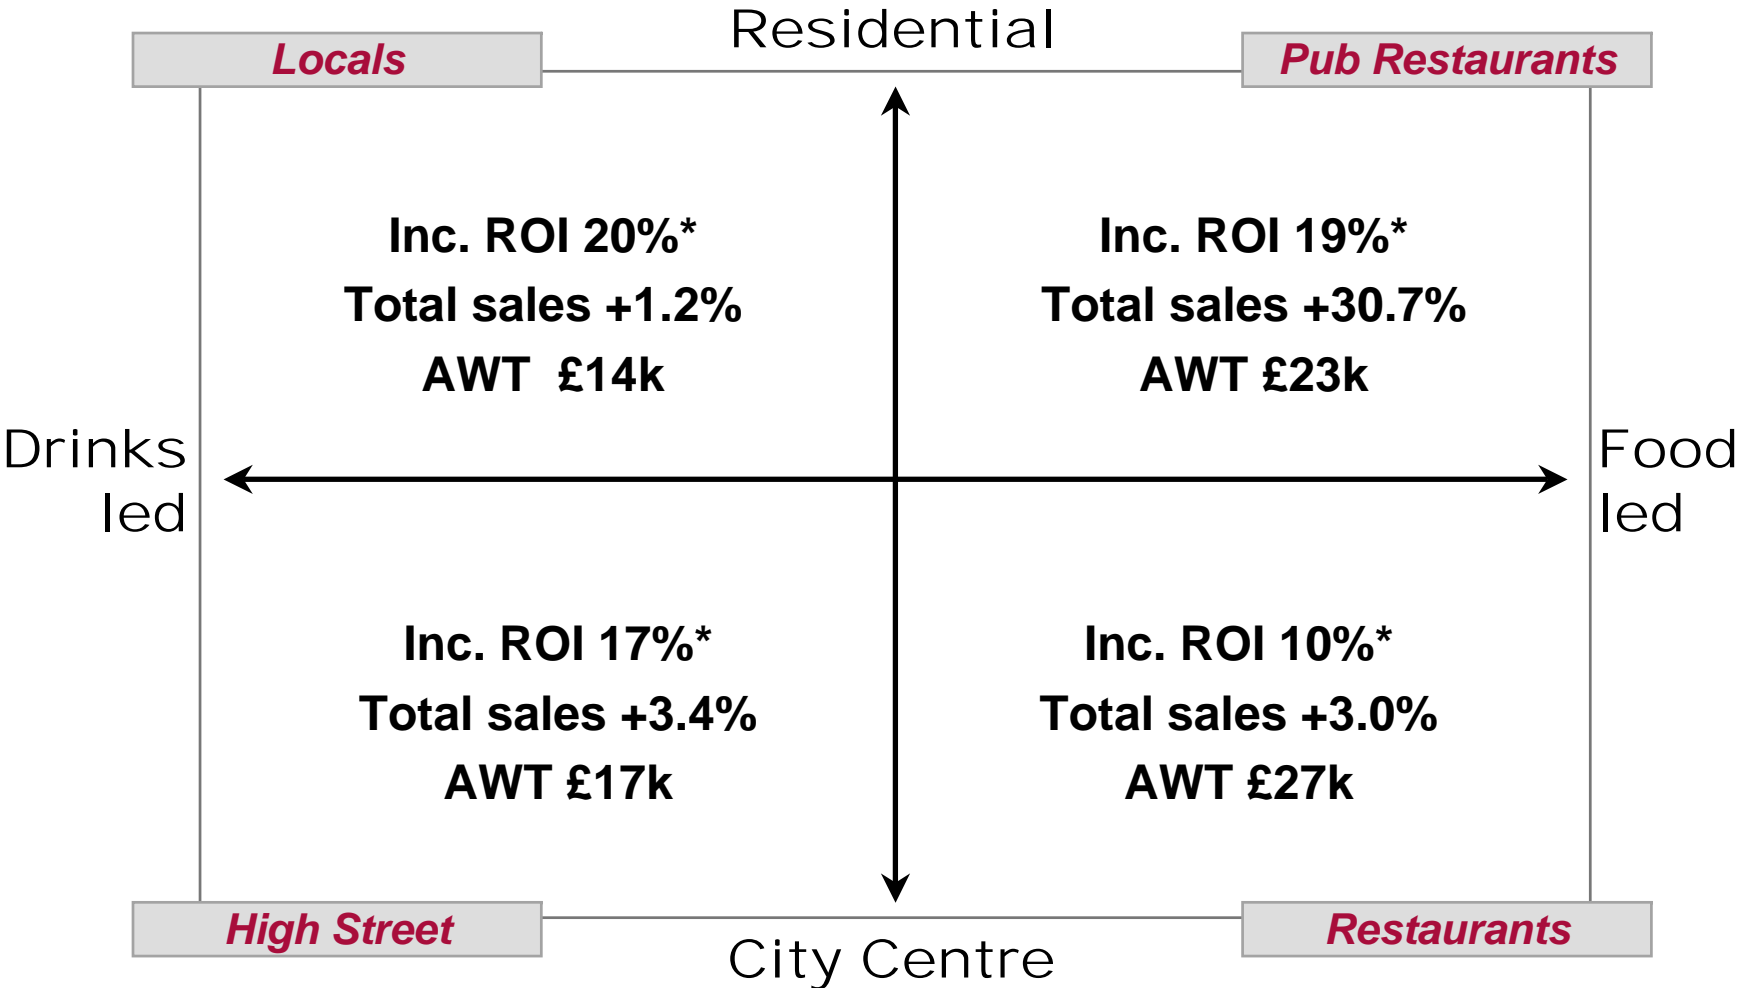 Residential
Locals
Pub Restaurants
Inc. ROI 20%*
Total sales +1.2%
AWT £14k
Inc. ROI 19%*
Total sales +30.7%
AWT £23k
Drinks
led
Food
led
Inc. ROI 17%*
Total sales +3.4%
AWT £17k
Inc. ROI 10%*
Total sales +3.0%
AWT £27k
High Street
Restaurants
City Centre